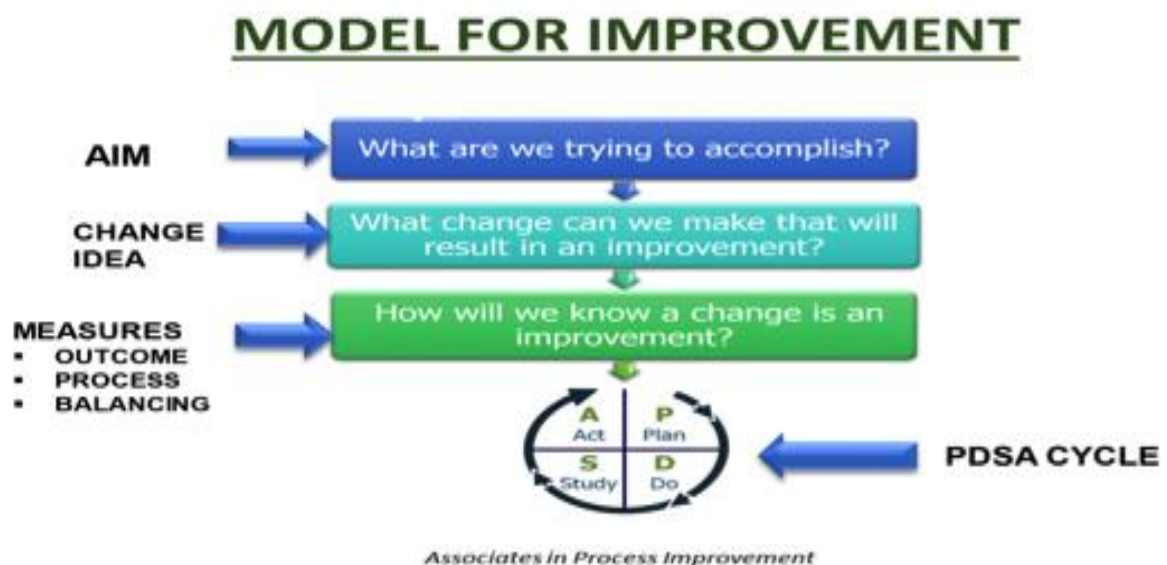 MODEL FOR IMPROVEMENT
AIM
What are we trying to accomplish?
CHANGE
IDEA
What change can we make that will
result in an improvement?
MEASURES
▪ OUTCOME
▪ PROCESS
▪ BALANCING
How will we know a change is an
improvement?
A
Act
P
Plan
S
Study
D
Do
PDSA CYCLE
Associates in Process Improvement